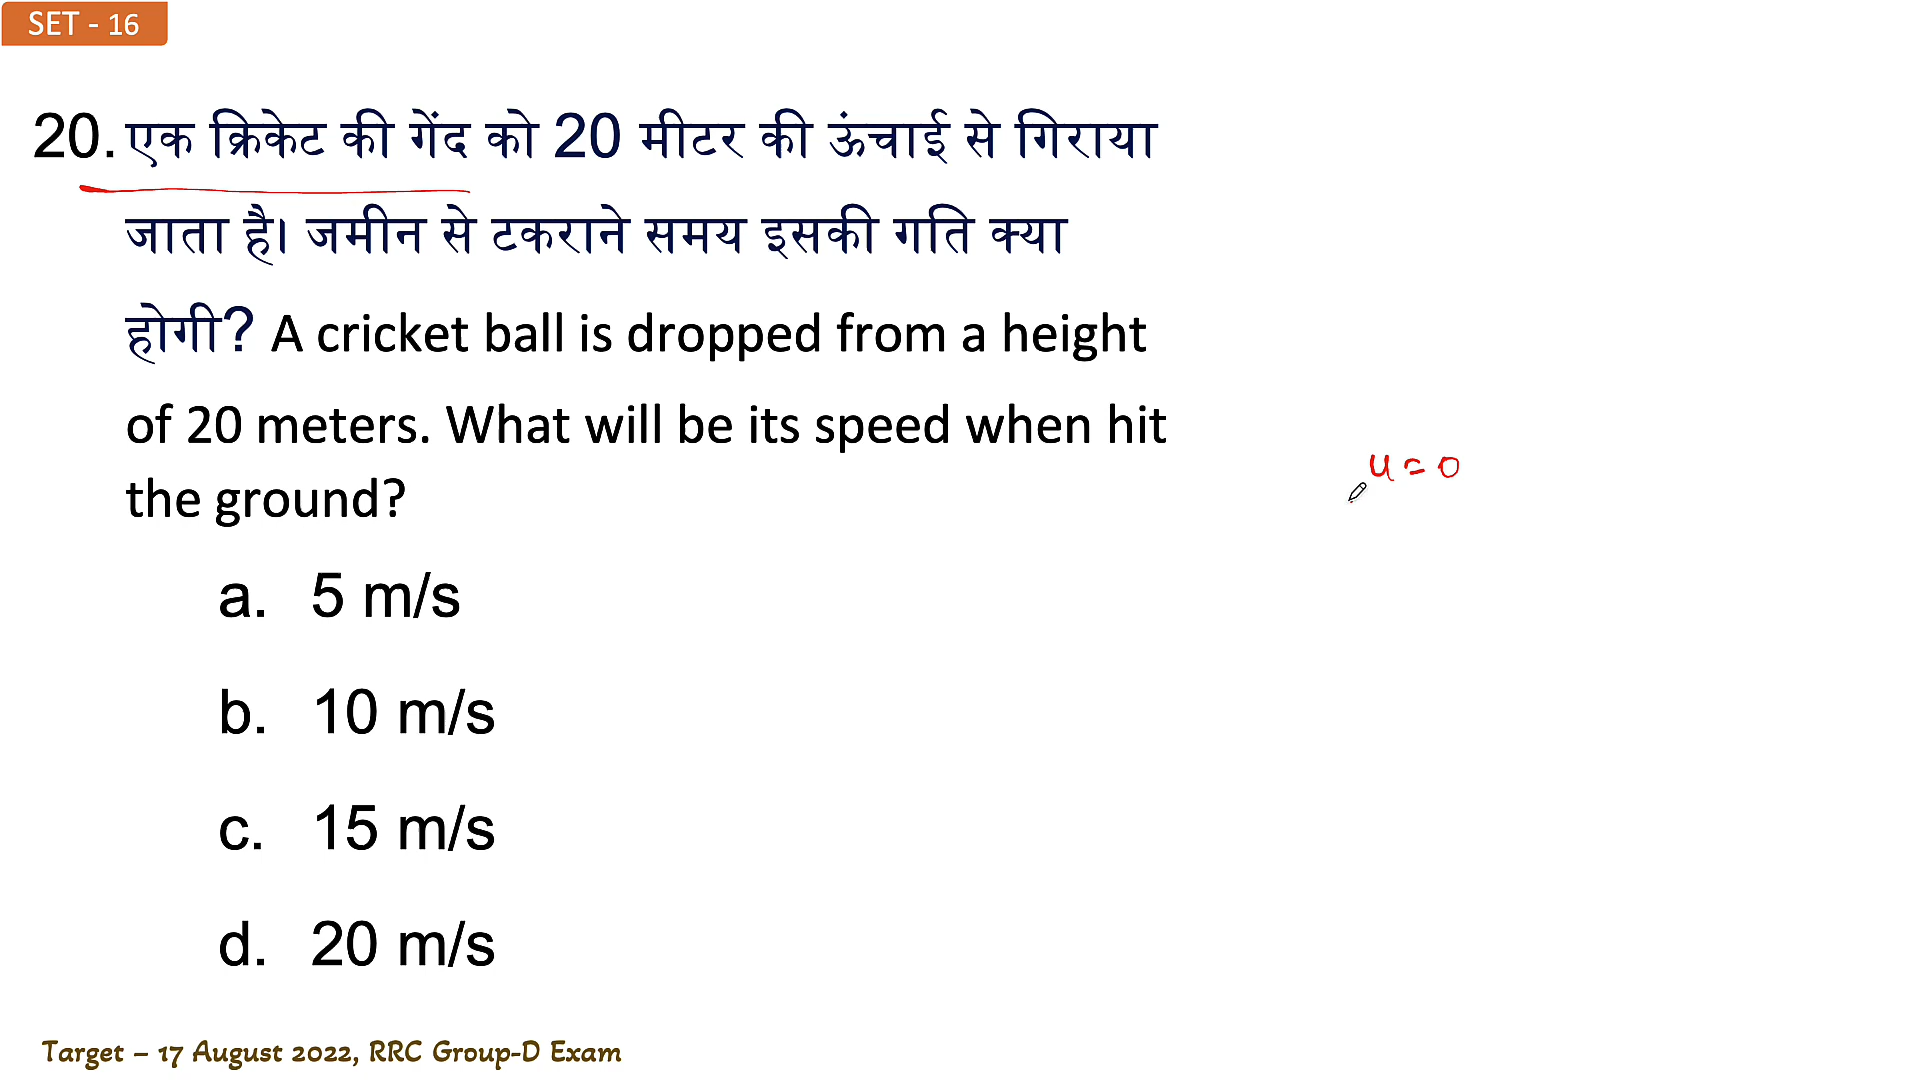 SET - 16
20. एक क्रिकेट की गेंद को 20 मीटर की ऊंचाई से गिराया
जाता है। जमीन से टकराने समय इसकी गति क्या
होगी? A cricket ball is dropped from a height
of 20 meters. What will be its speed when hit
the ground?
u = 0
a. 5 m/s
b. 10 m/s
c. 15 m/s
d. 20 m/s
Target – 17 August 2022, RRC Group-D Exam